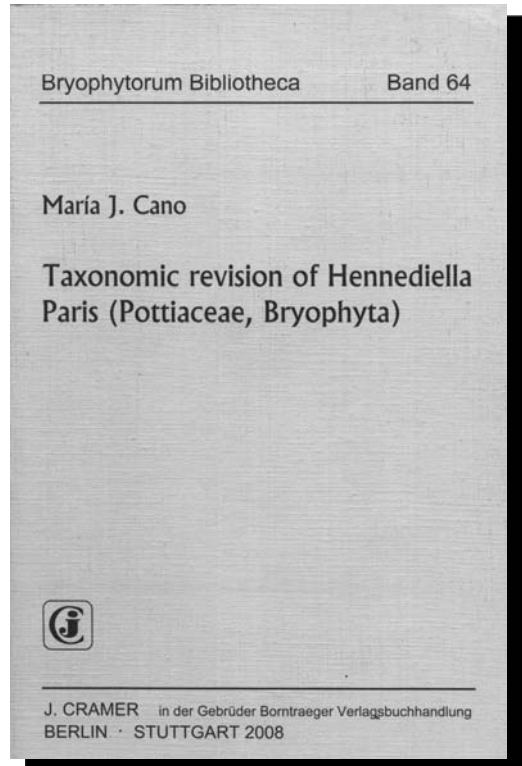 Bryophytorum Bibliotheca Band 64
María J. Cano
Taxonomic revision of Hennediella
Paris (Pottiaceae, Bryophyta)
J. CRAMER in der Gebrüder Borntraeger Verlagsbuchhandlung
BERLIN · STUTTGART 2008